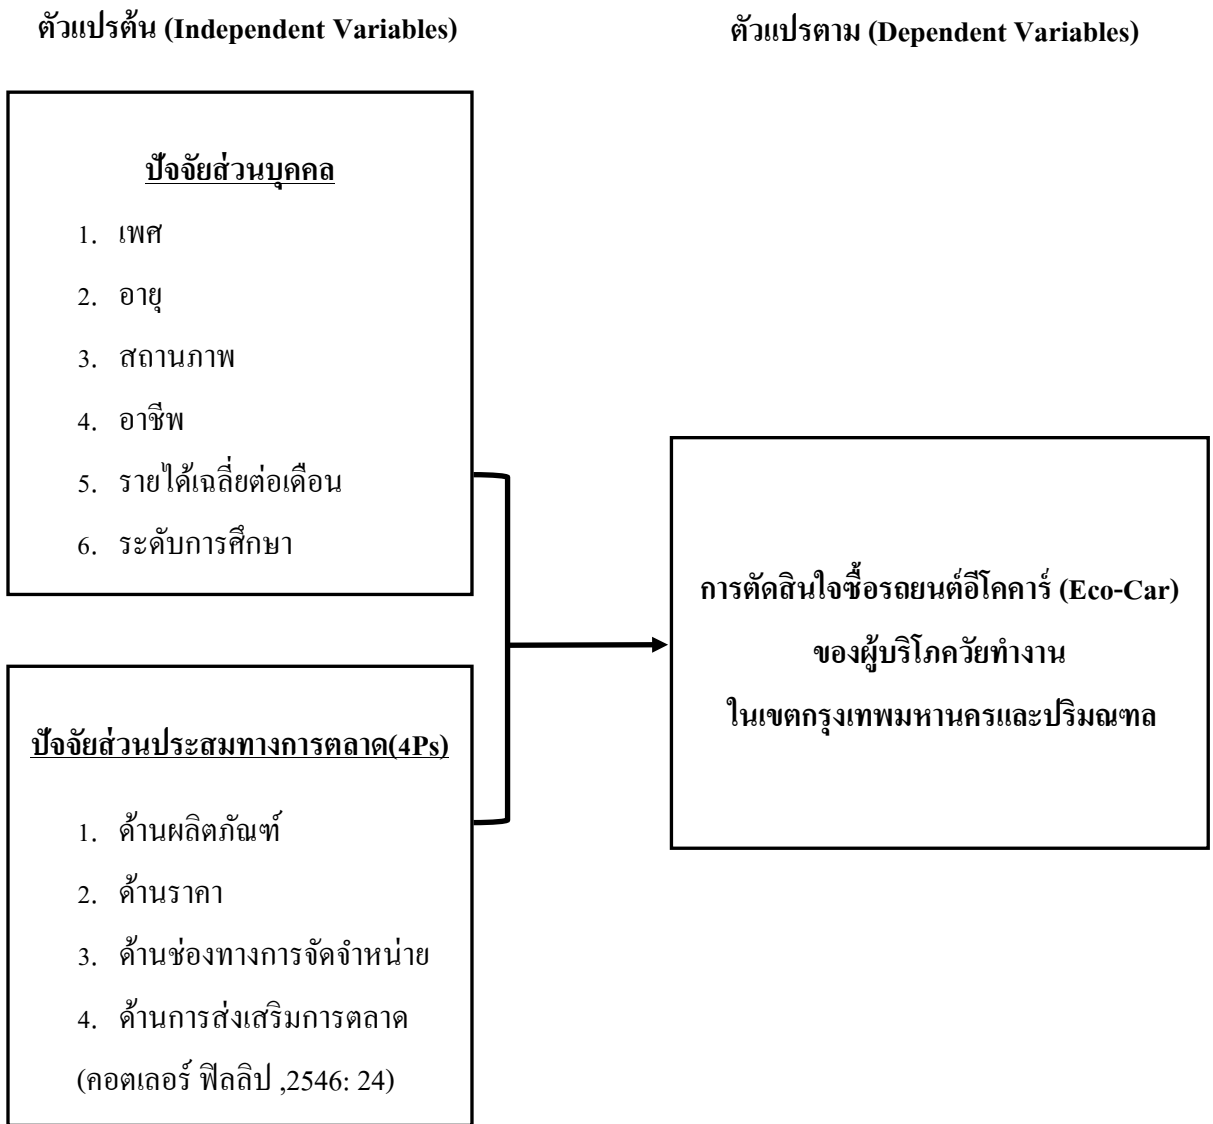 ตัวแปรต้น (Independent Variables)
ตัวแปรตาม (Dependent Variables)
ปัจจัยส่วนบุคคล
1. เพศ
2. อายุ
3. สถานภาพ
4. อาชีพ
5. รายได้เฉลี่ยต่อเดือน
6. ระดับการศึกษา
ปัจจัยส่วนประสมทางการตลาด(4Ps)
1. ด้านผลิตภัณฑ์
2. ด้านราคา
3. ด้านช่องทางการจัดจำหน่าย
4. ด้านการส่งเสริมการตลาด
(คอตเลอร์ ฟิลลิป ,2546: 24)
การตัดสินใจซื้อรถยนต์อีโคคาร์ (Eco-Car)
ของผู้บริโภควัยทำงาน
ในเขตกรุงเทพมหานครและปริมณฑล